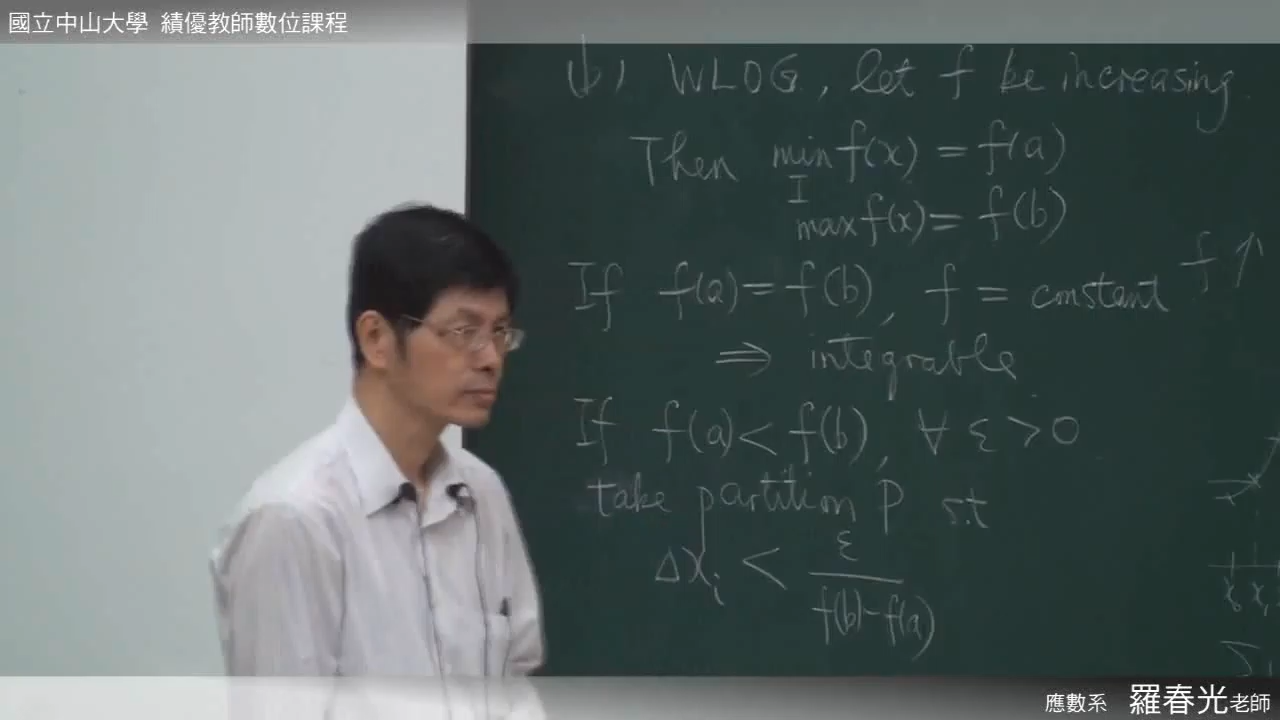 國立中山大學 績優教師數位課程
(b) WLOG, let f be increasing.
Then min f(x) = f(a)
I
max f(x) = f(b)
If f(a) = f(b), f = constant
f ↑
⇒ integrable
If f(a) < f(b), ∀ ε > 0
take partition P s.t
Δx_i < ε / f(b) - f(a)
應數系 羅春光老師